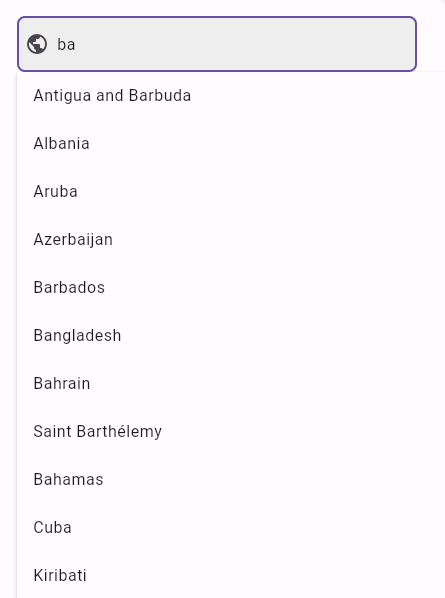 ba
Antigua and Barbuda
Albania
Aruba
Azerbaijan
Barbados
Bangladesh
Bahrain
Saint Barthélemy
Bahamas
Cuba
Kiribati